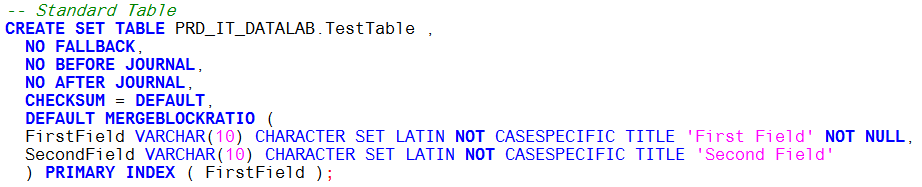 -- Standard Table
CREATE SET TABLE PRD_IT_DATALAB.TestTable ,
NO FALLBACK,
NO BEFORE JOURNAL,
NO AFTER JOURNAL,
CHECKSUM = DEFAULT,
DEFAULT MERGEBLOCKRATIO (
FirstField VARCHAR(10) CHARACTER SET LATIN NOT CASESPECIFIC TITLE 'First Field' NOT NULL,
SecondField VARCHAR(10) CHARACTER SET LATIN NOT CASESPECIFIC TITLE 'Second Field'
) PRIMARY INDEX ( FirstField );